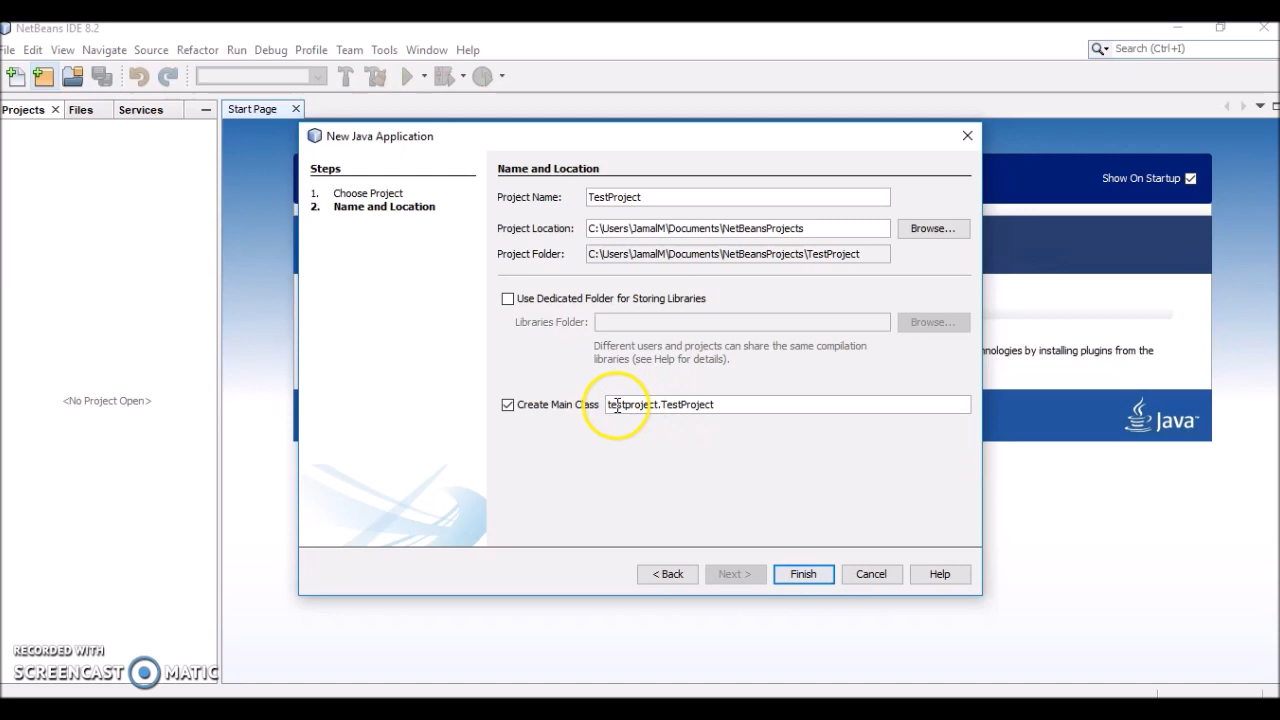 NetBeans IDE 8.2
File Edit View Navigate Source Refactor Run Debug Profile Team Tools Window Help
Search (Ctrl+I)
Projects Files Services
Start Page
New Java Application
Steps
1. Choose Project
2. Name and Location
Name and Location
Project Name: TestProject
Project Location: C:\Users\JamalM\Documents\NetBeansProjects Browse...
Project Folder: C:\Users\JamalM\Documents\NetBeansProjects\TestProject
Use Dedicated Folder for Storing Libraries
Libraries Folder: Browse...
Different users and projects can share the same compilation
libraries (see Help for details).
Create Main Class testproject.TestProject
< Back Next > Finish Cancel Help
<No Project Open>
Show On Startup
nologies by installing plugins from the
Java™
RECORDED WITH
SCREENCAST MATIC